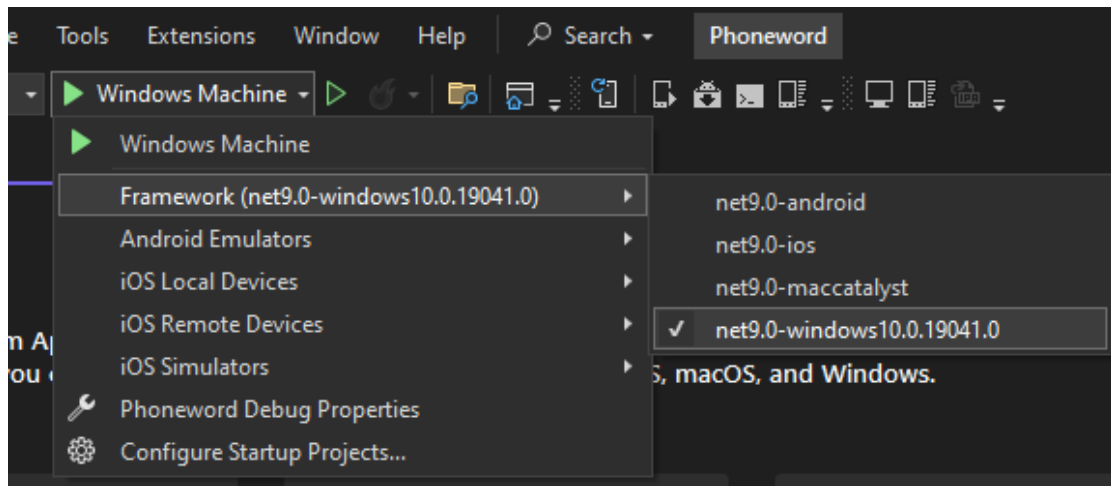 e Tools Extensions Window Help Search Phoneword
Windows Machine
Windows Machine
Framework (net9.0-windows10.0.19041.0)
net9.0-android
Android Emulators
net9.0-ios
iOS Local Devices
net9.0-maccatalyst
iOS Remote Devices
net9.0-windows10.0.19041.0
m A
iOS Simulators
you
S, macOS, and Windows.
Phoneword Debug Properties
Configure Startup Projects...